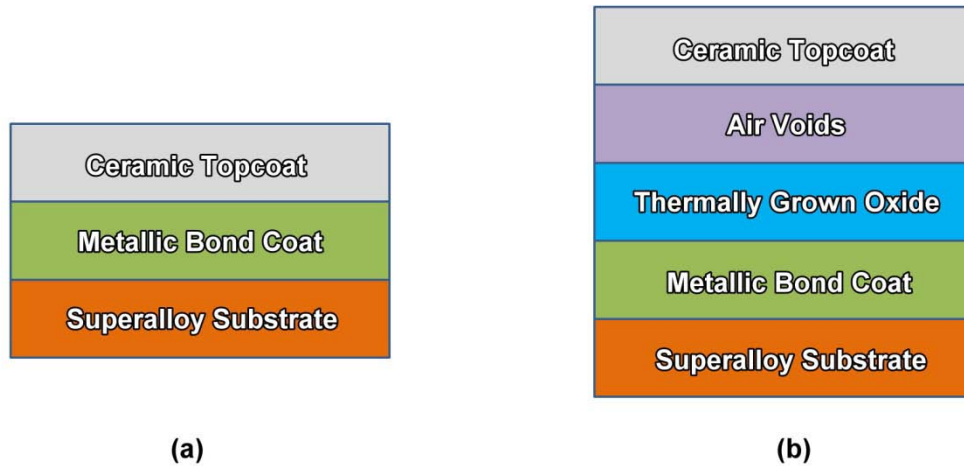 Ceramic Topcoat
Metallic Bond Coat
Superalloy Substrate
(a)
Ceramic Topcoat
Air Voids
Thermally Grown Oxide
Metallic Bond Coat
Superalloy Substrate
(b)